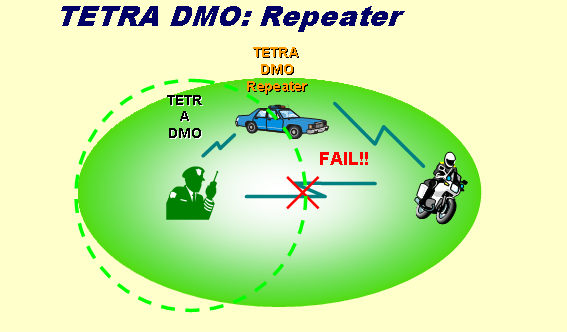 TETRA DMO: Repeater
TETRA
DMO
Repeater
TETR
A
DMO
FAIL!!